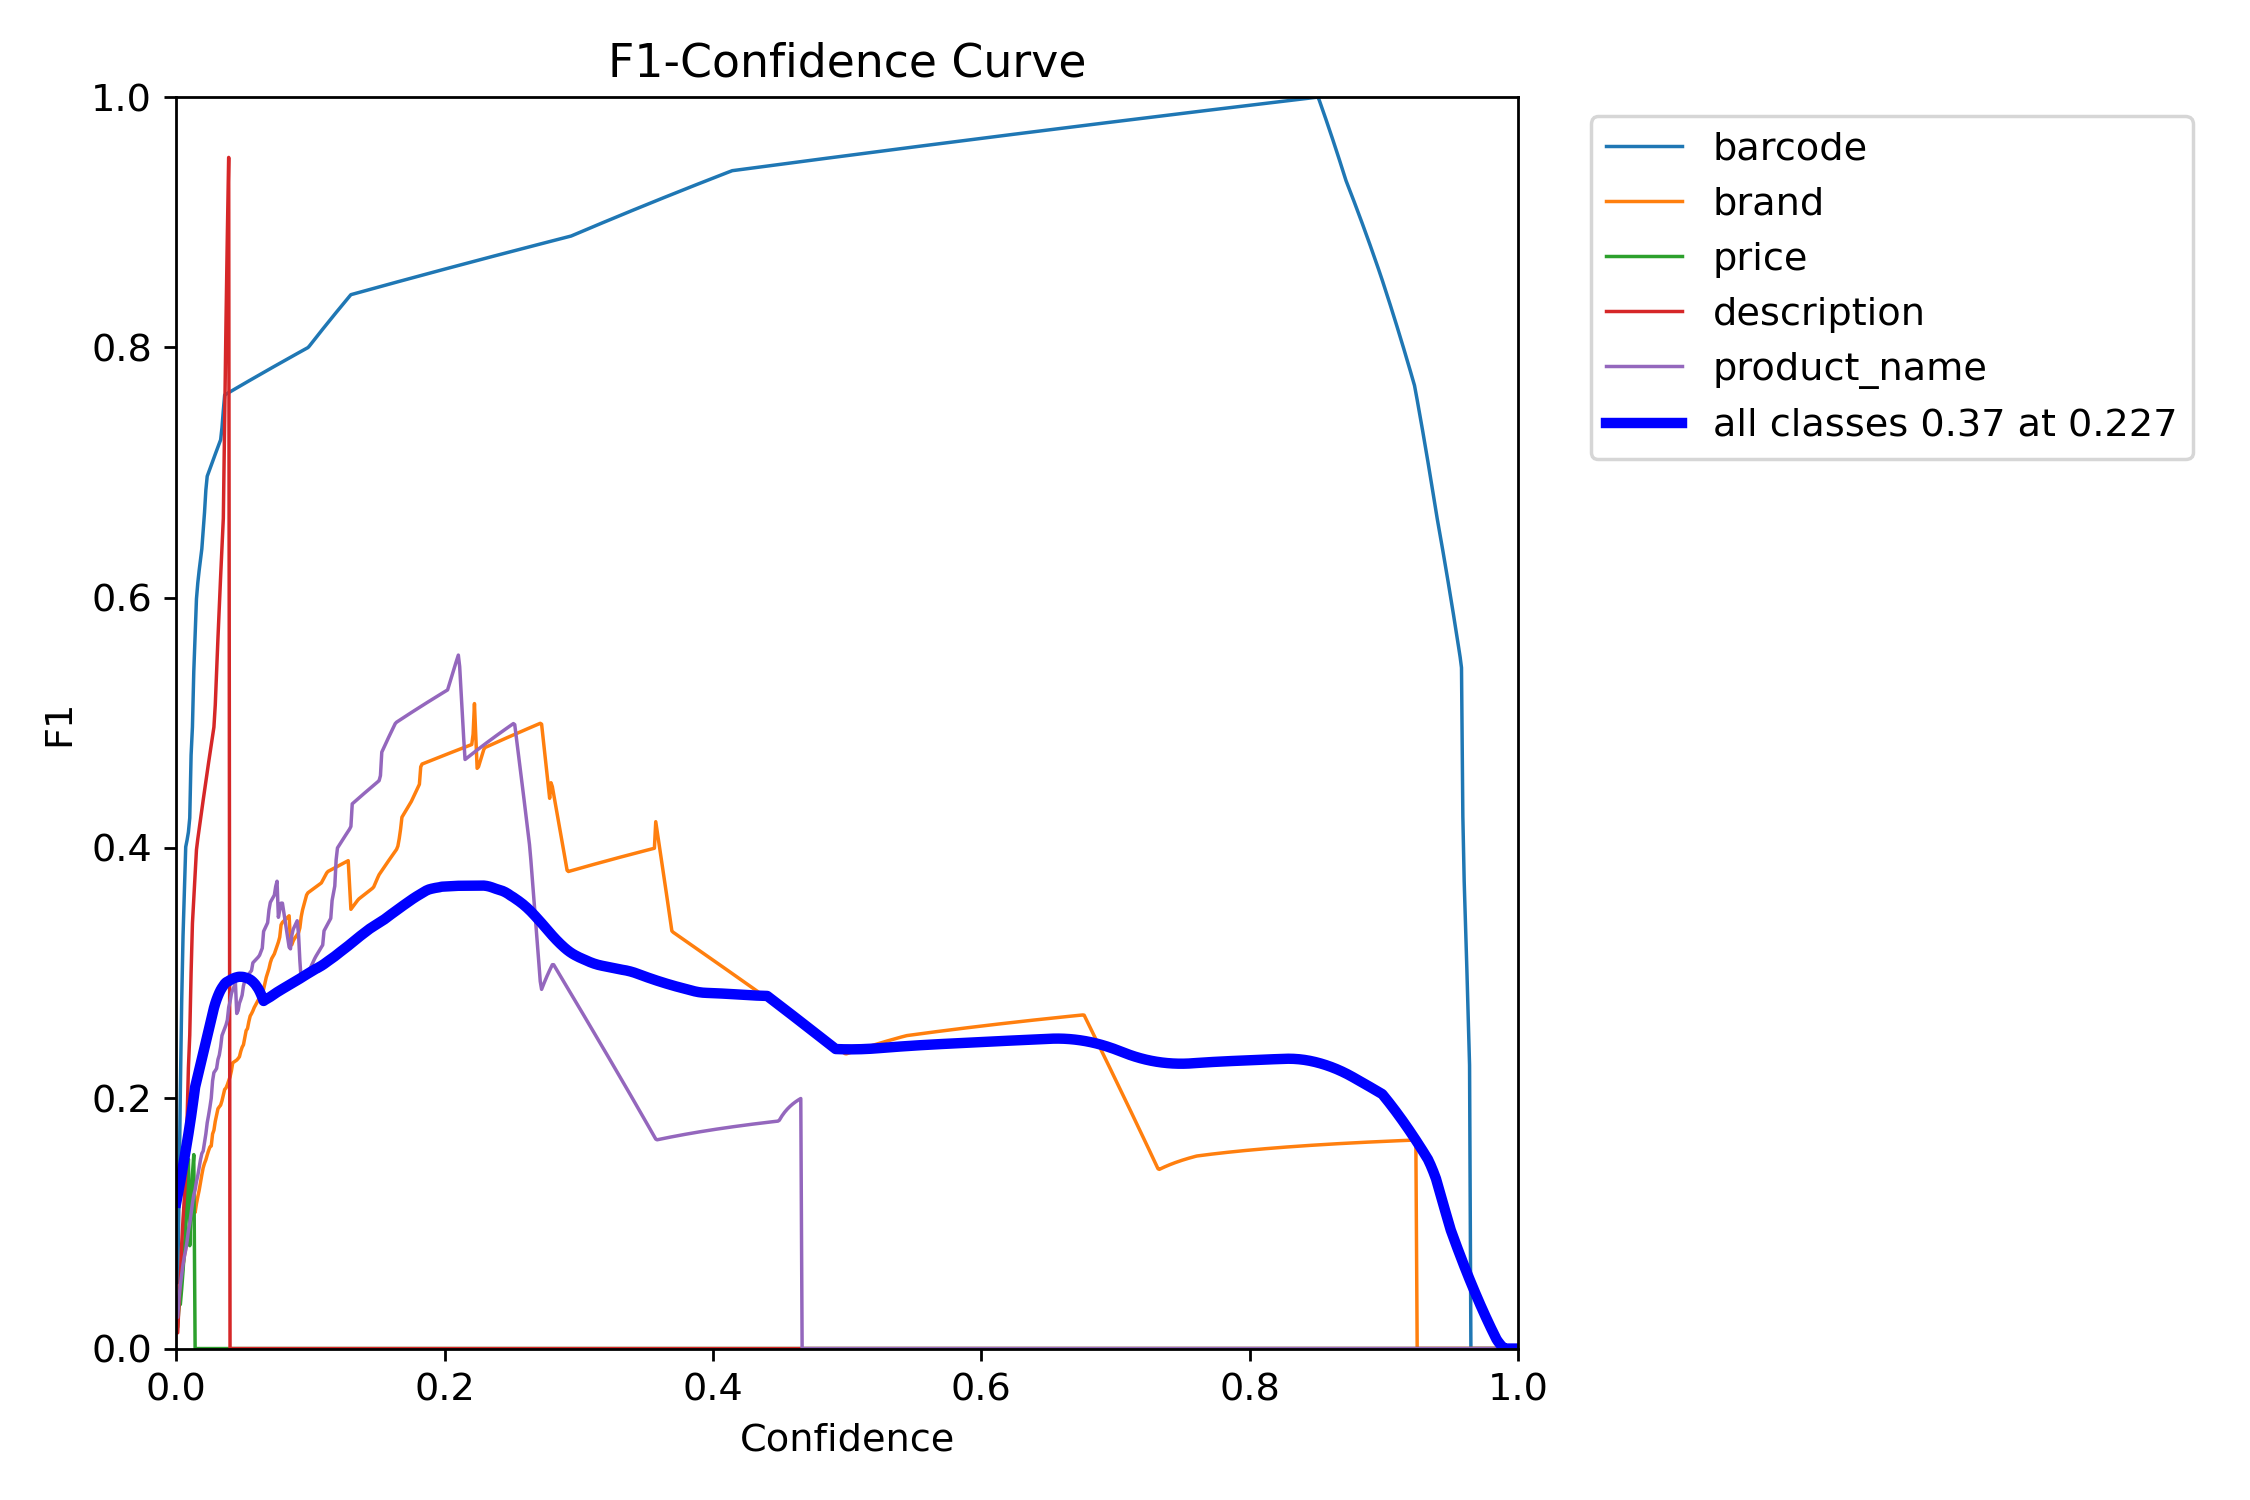 F1-Confidence Curve
1.0
0.8
0.6
0.4
0.2
0.0
F1
0.0 0.2 0.4 0.6 0.8 1.0
Confidence
barcode
brand
price
description
product_name
all classes 0.37 at 0.227